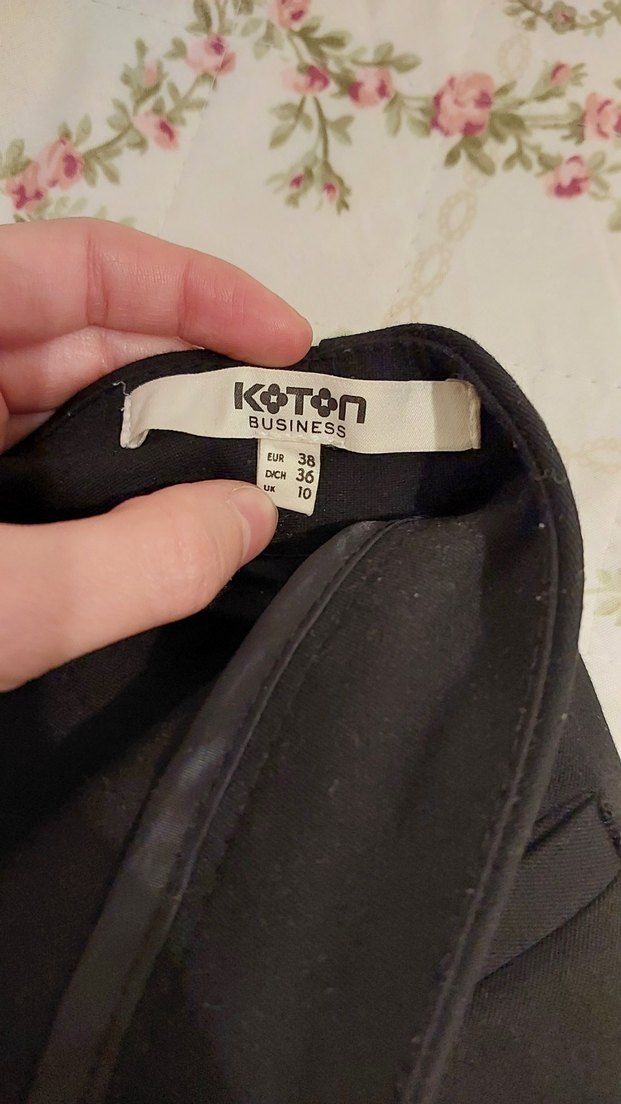 KOTON
BUSINESS
EUR 38
D/CH 36
UK 10